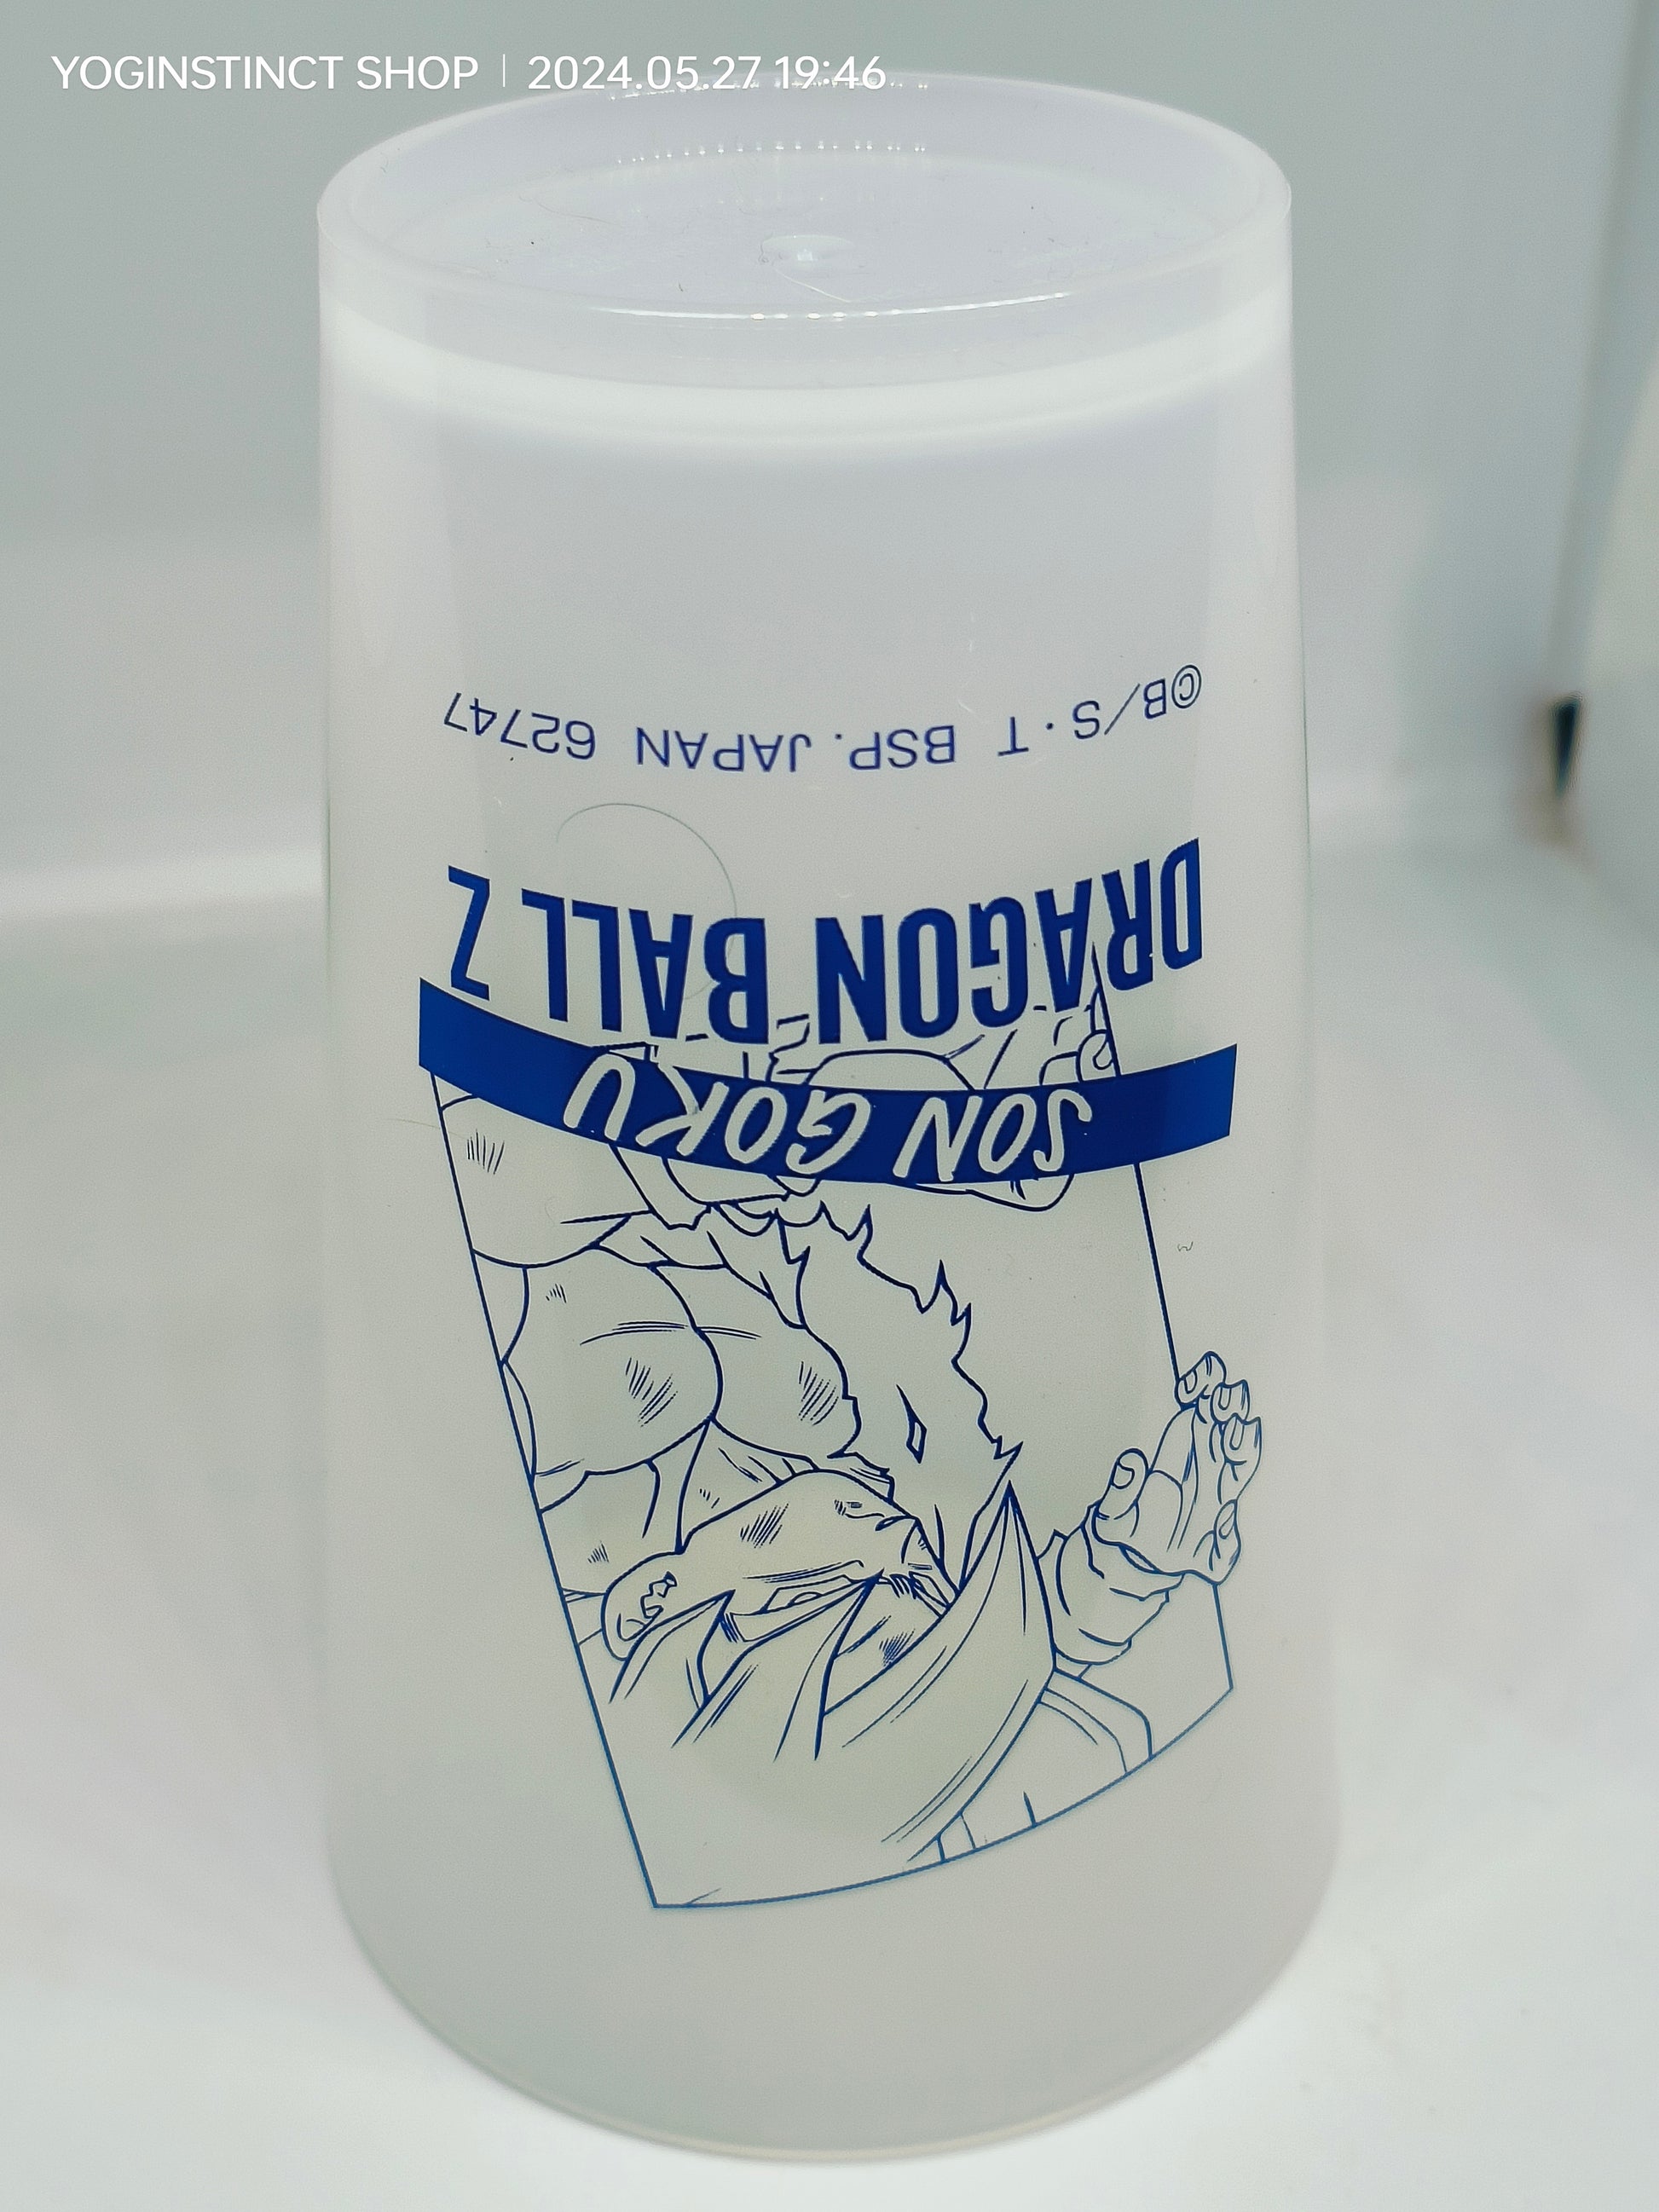 YOGINSTINCT SHOP | 2024.05.27 19:46
SON GOKU
DRAGON BALL Z
©B/S・T BSP. JAPAN 62747